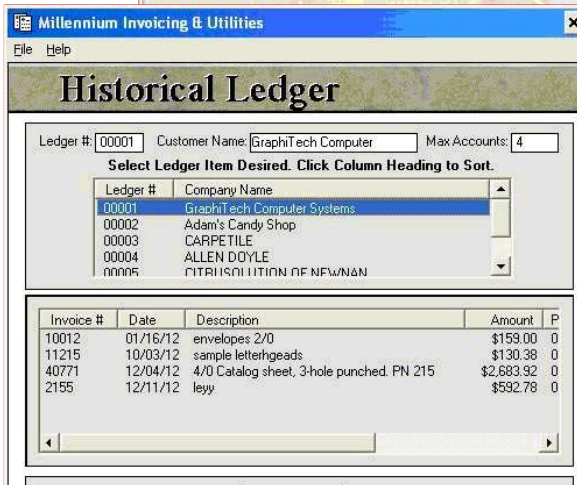 Millennium Invoicing & Utilities
File Help
Historical Ledger
Ledger #: 00001 Customer Name: GraphiTech Computer Max Accounts: 4
Select Ledger Item Desired. Click Column Heading to Sort.
Ledger # Company Name
00001 GraphiTech Computer Systems
00002 Adam's Candy Shop
00003 CARPETILE
00004 ALLEN DOYLE
00005 CITRUSOLUTION OF NEWNAN
Invoice # Date Description Amount P
10012 01/16/12 envelopes 2/0 $159.00 0
11215 10/03/12 sample letterhgeads $130.38 0
40771 12/04/12 4/0 Catalog sheet, 3-hole punched. PN 215 $2,683.92 0
2155 12/11/12 leyy $592.78 0